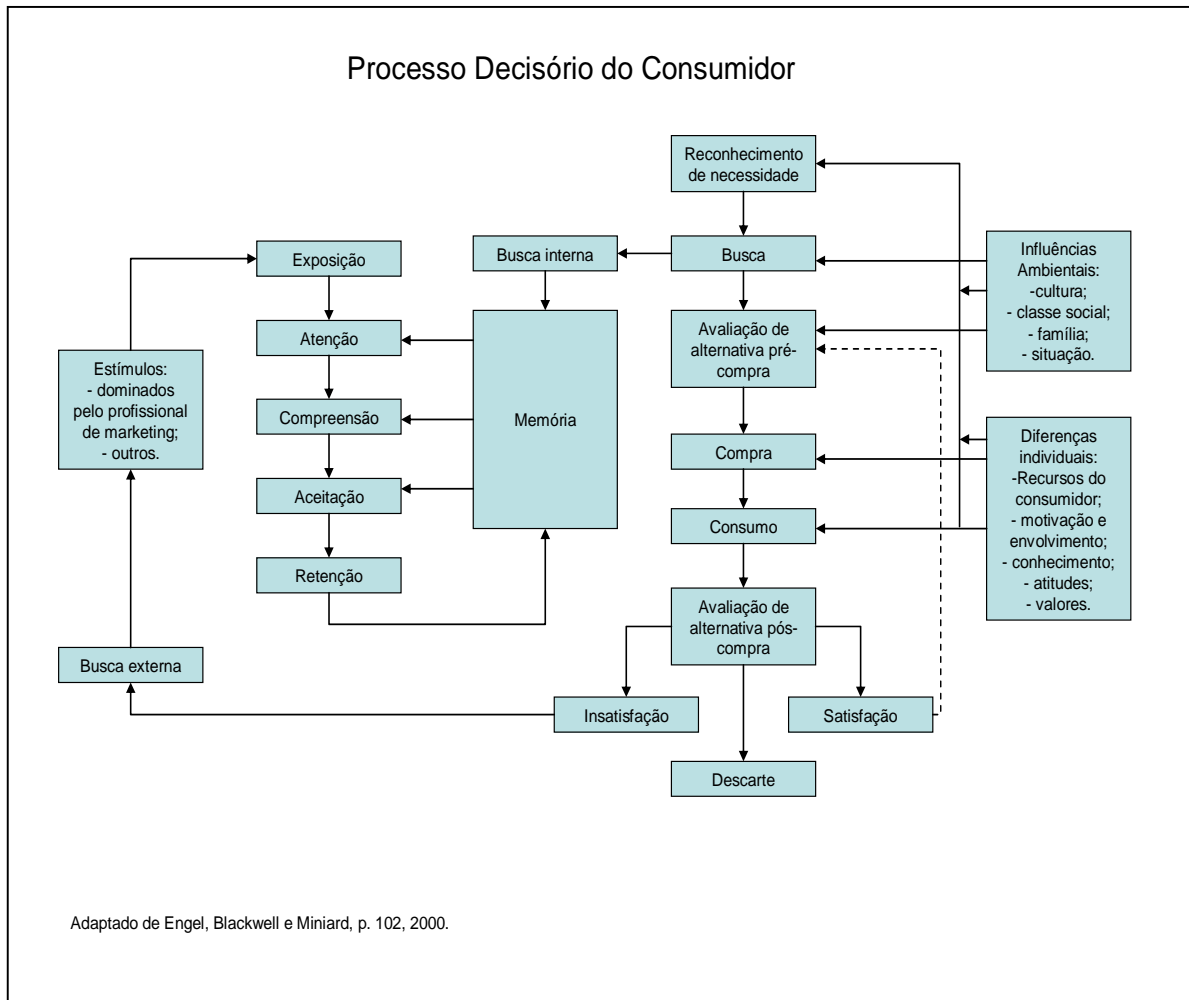 Processo Decisório do Consumidor
Reconhecimento
de necessidade
Busca interna
Busca
Exposição
Influências
Ambientais:
-cultura;
- classe social;
- família;
- situação.
Atenção
Memória
Avaliação de
alternativa pré-
compra
Estímulos:
- dominados
pelo profissional
de marketing;
- outros.
Compreensão
Compra
Diferenças
individuais:
-Recursos do
consumidor;
- motivação e
envolvimento;
- conhecimento;
- atitudes;
- valores.
Aceitação
Consumo
Retenção
Avaliação de
alternativa pós-
compra
Busca externa
Insatisfação
Satisfação
Descarte
Adaptado de Engel, Blackwell e Miniard, p. 102, 2000.